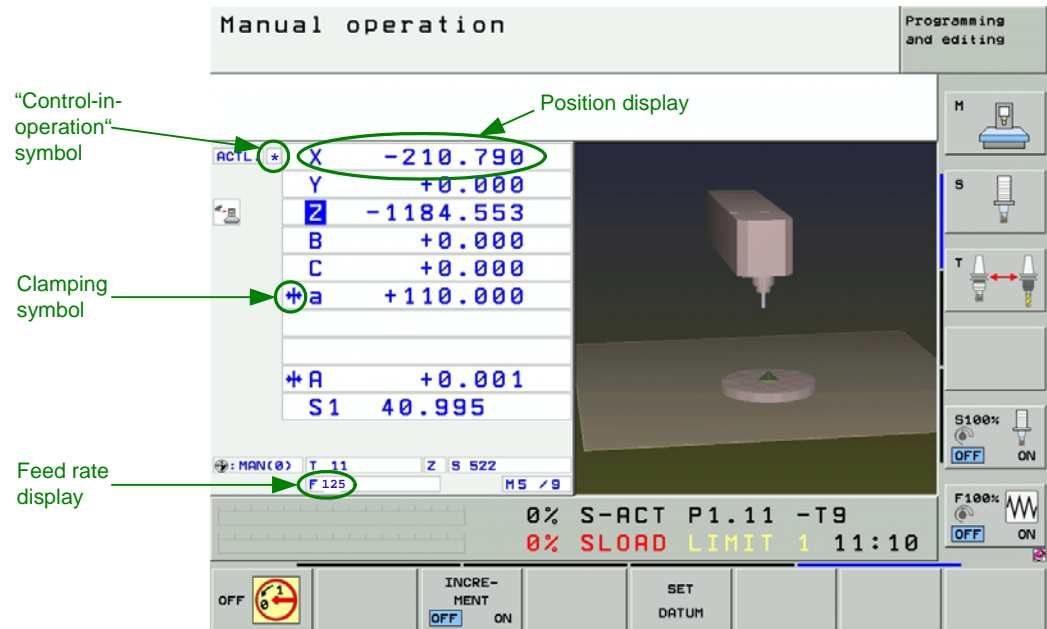 Manual operation
Programming
and editing
“Control-in-
operation“
symbol
Position display
ACTL. *
X -210.790
Y +0.000
Z -1184.553
B +0.000
C +0.000
Clamping
symbol
a +110.000
A +0.001
S1 40.995
M
S
T
S100%
OFF ON
: MAN(0) T 11 Z S 522
Feed rate
display
F 125 M5 /9
F100%
OFF ON
0% S-ACT P1.11 -T9
0% SLOAD LIMIT 1 11:10
OFF 1 0
INCRE-
MENT
OFF ON
SET
DATUM